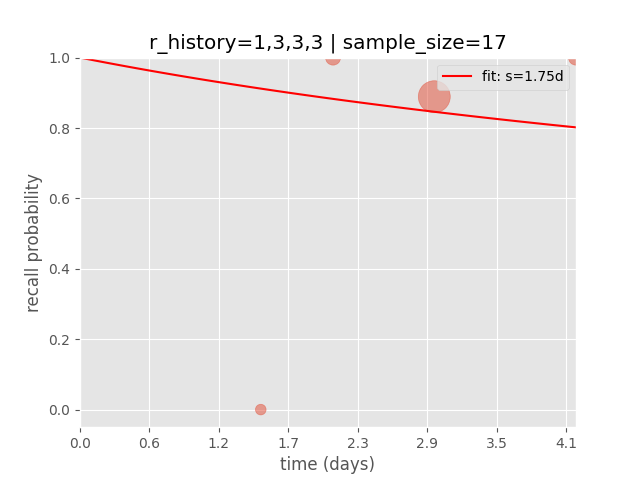 r_history=1,3,3,3 | sample_size=17
fit: s=1.75d
1.0
0.8
0.6
0.4
0.2
0.0
recall probability
0.0 0.6 1.2 1.7 2.3 2.9 3.5 4.1
time (days)